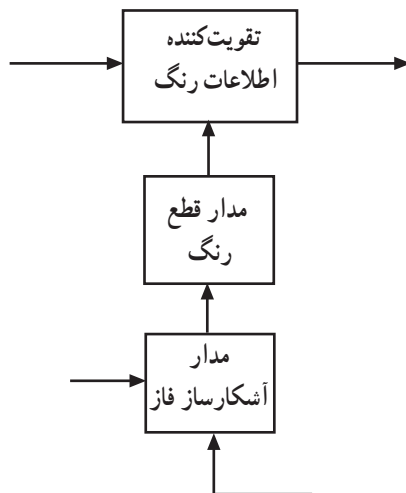 تقویت‌کننده
اطلاعات رنگ
مدار قطع
رنگ
مدار
آشکارساز فاز